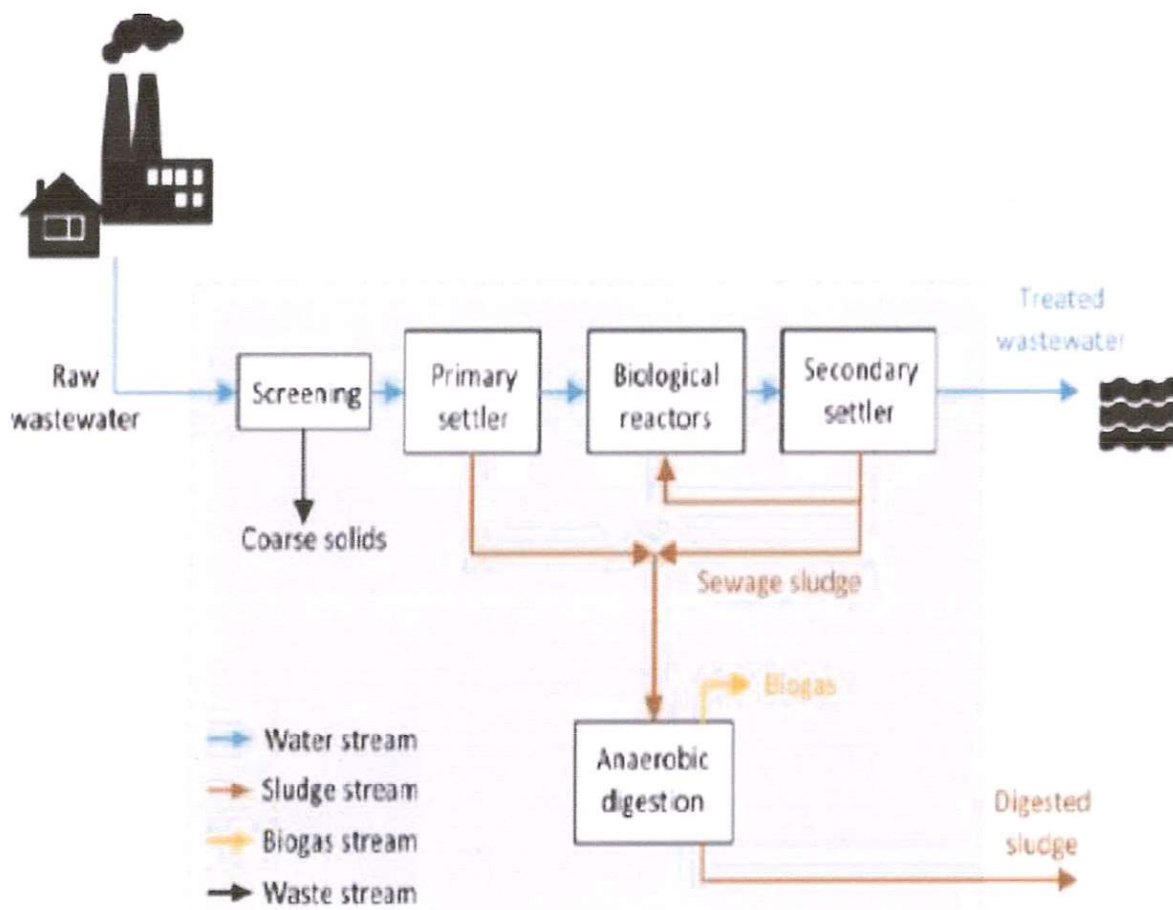 Treated
wastewater
Raw
wastewater
Screening
Primary
settler
Biological
reactors
Secondary
settler
Coarse solids
Sewage sludge
Biogas
Anaerobic
digestion
Water stream
Sludge stream
Biogas stream
Waste stream
Digested
sludge